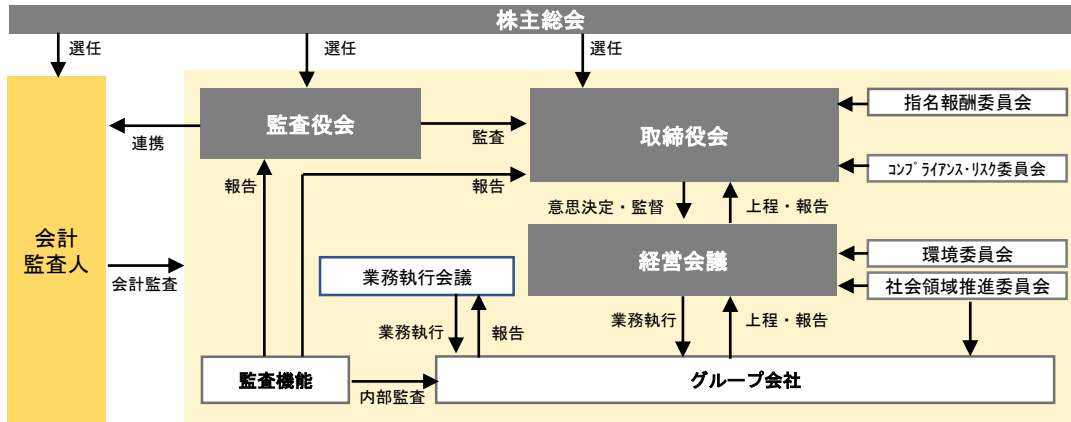 株主総会
選任
選任
選任
監査役会
取締役会
指名報酬委員会
連携
監査
コンプライアンス・リスク委員会
報告
報告
意思決定・監督
上程・報告
会計
監査人
経営会議
環境委員会
業務執行会議
社会領域推進委員会
会計監査
業務執行
報告
業務執行
上程・報告
監査機能
内部監査
グループ会社